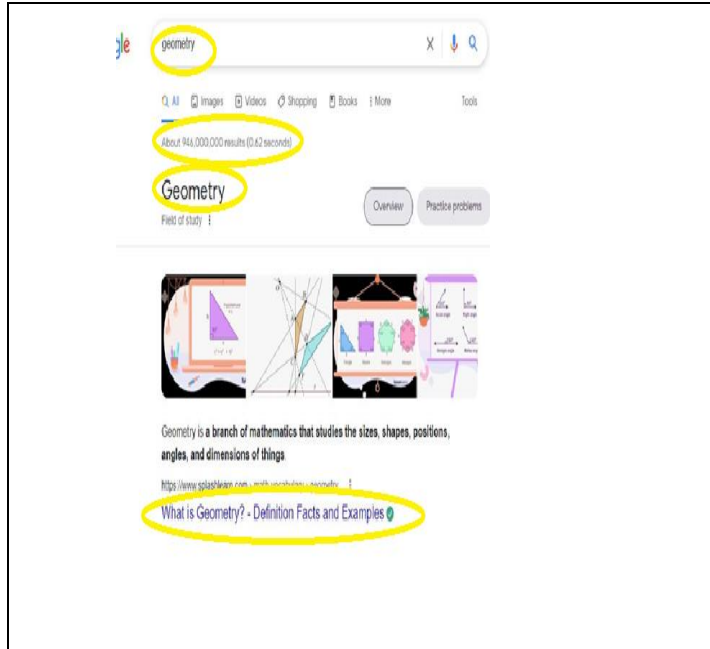 gle geometry X
All Images Videos Shopping Books More Tools
About 946,000,000 results (0.62 seconds)
Geometry
Field of study
Overview Practice problems
Geometry is a branch of mathematics that studies the sizes, shapes, positions,
angles, and dimensions of things.
https://www.splashlearn.com › math-vocabulary › geometry
What is Geometry? - Definition Facts and Examples